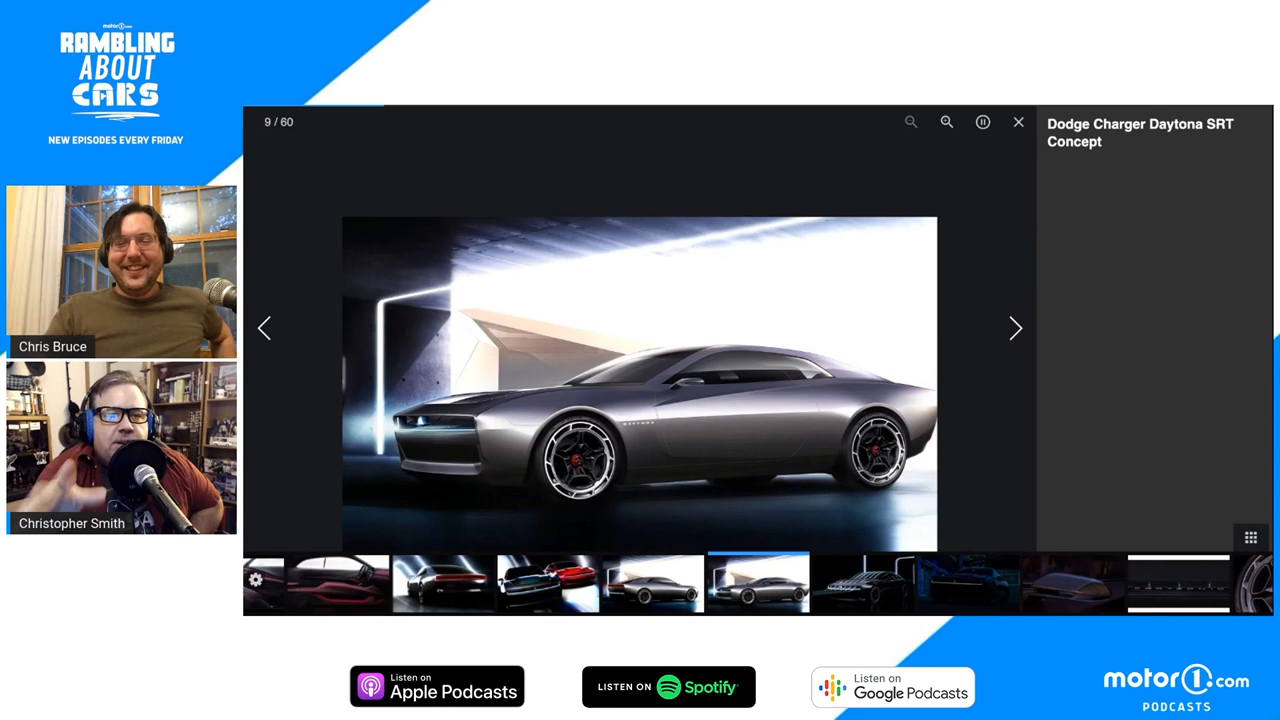 motor1.com
RAMBLING
ABOUT
CARS
NEW EPISODES EVERY FRIDAY
9 / 60
Dodge Charger Daytona SRT
Concept
DAYTONA
Chris Bruce
Christopher Smith
Listen on
Apple Podcasts
LISTEN ON Spotify
Listen on
Google Podcasts
motor1.com
PODCASTS